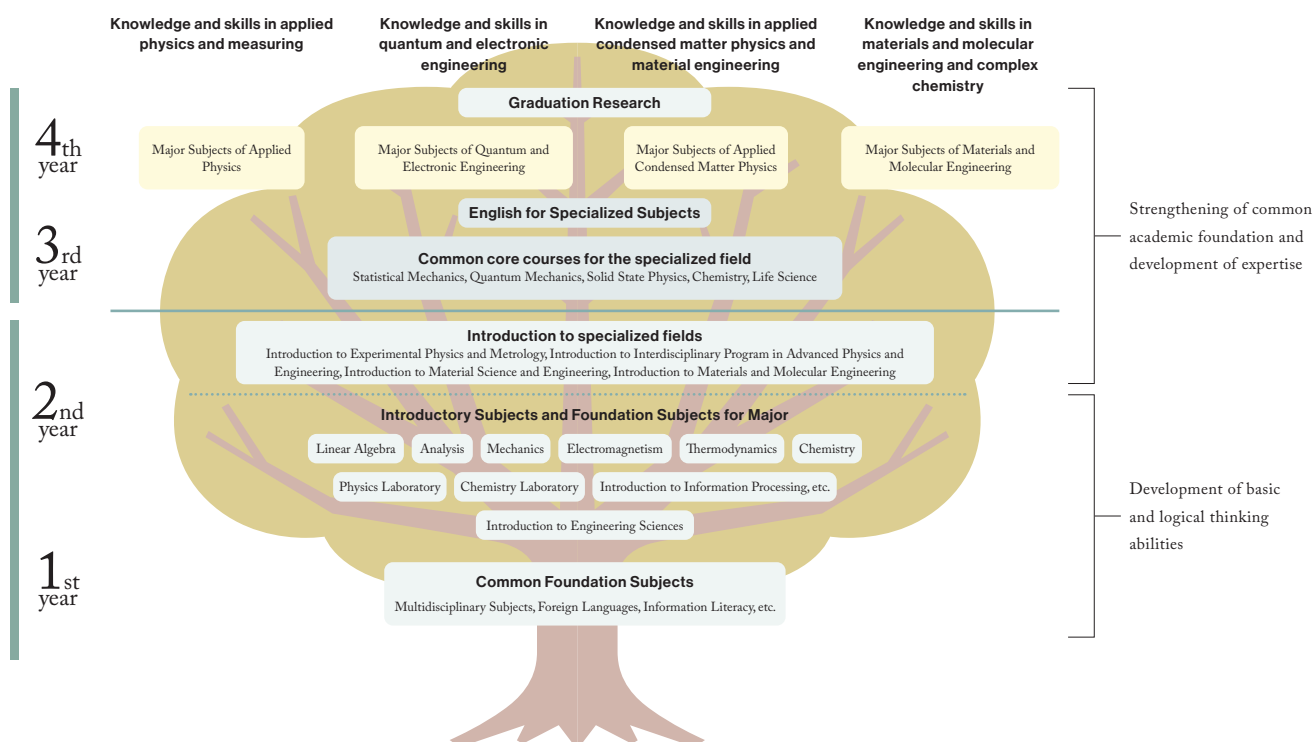 Knowledge and skills in applied
physics and measuring
Knowledge and skills in
quantum and electronic
engineering
Knowledge and skills in applied
condensed matter physics and
material engineering
Knowledge and skills in
materials and molecular
engineering and complex
chemistry
Graduation Research
4th
year
Major Subjects of Applied
Physics
Major Subjects of Quantum and
Electronic Engineering
Major Subjects of Applied
Condensed Matter Physics
Major Subjects of Materials and
Molecular Engineering
English for Specialized Subjects
3rd
year
Common core courses for the specialized field
Statistical Mechanics, Quantum Mechanics, Solid State Physics, Chemistry, Life Science
Strengthening of common
academic foundation and
development of expertise
Introduction to specialized fields
Introduction to Experimental Physics and Metrology, Introduction to Interdisciplinary Program in Advanced Physics and
Engineering, Introduction to Material Science and Engineering, Introduction to Materials and Molecular Engineering
2nd
year
Introductory Subjects and Foundation Subjects for Major
Linear Algebra
Analysis
Mechanics
Electromagnetism
Thermodynamics
Chemistry
Physics Laboratory
Chemistry Laboratory
Introduction to Information Processing, etc.
Introduction to Engineering Sciences
Development of basic
and logical thinking
abilities
1st
year
Common Foundation Subjects
Multidisciplinary Subjects, Foreign Languages, Information Literacy, etc.